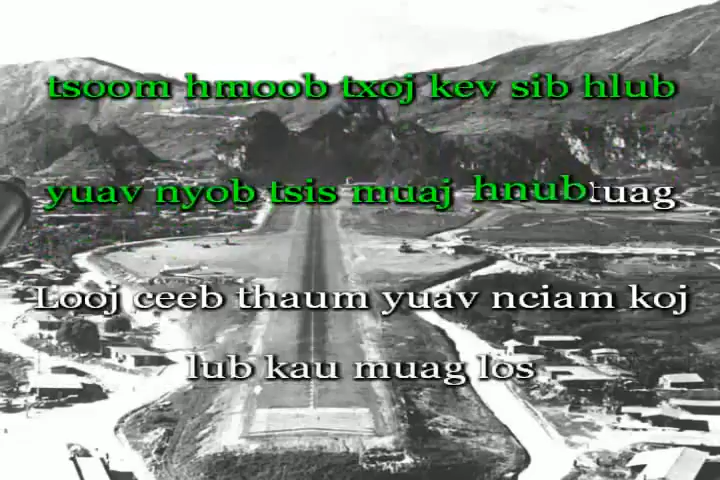 tsoom hmoob txoj kev sib hlub
yuav nyob tsis muaj hnub tuag
Looj ceeb thaum yuav nciam koj
lub kau muag los